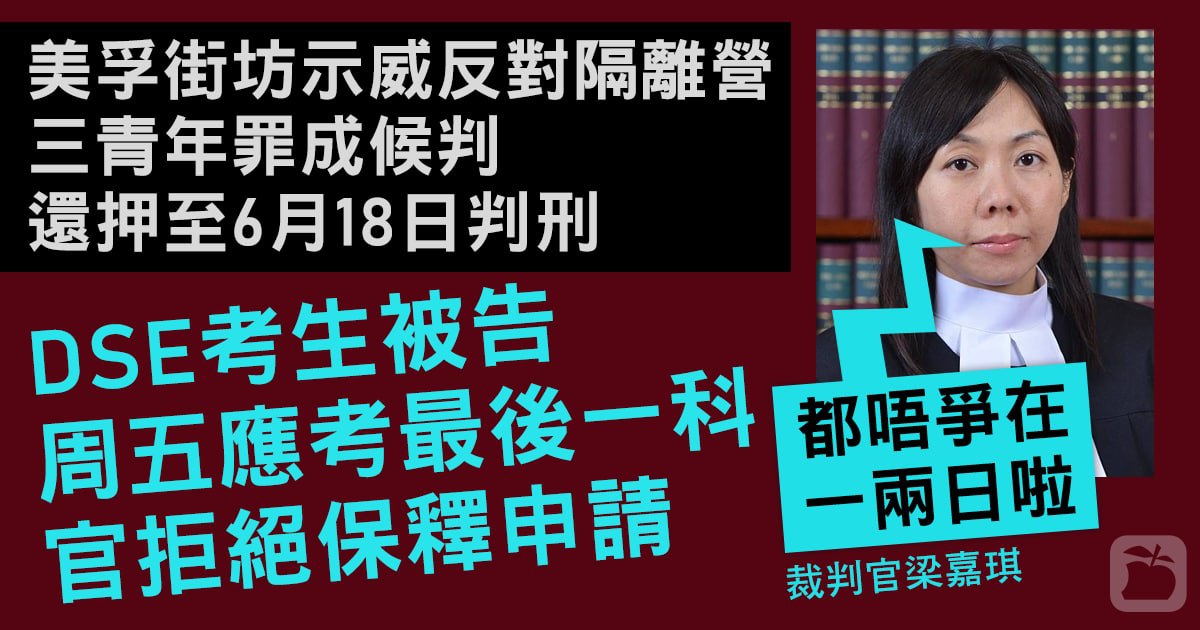 美孚街坊示威反對隔離營
三青年罪成候判
還押至6月18日判刑
DSE考生被告
周五應考最後一科
官拒絕保釋申請
都唔爭在
一兩日啦
裁判官梁嘉琪